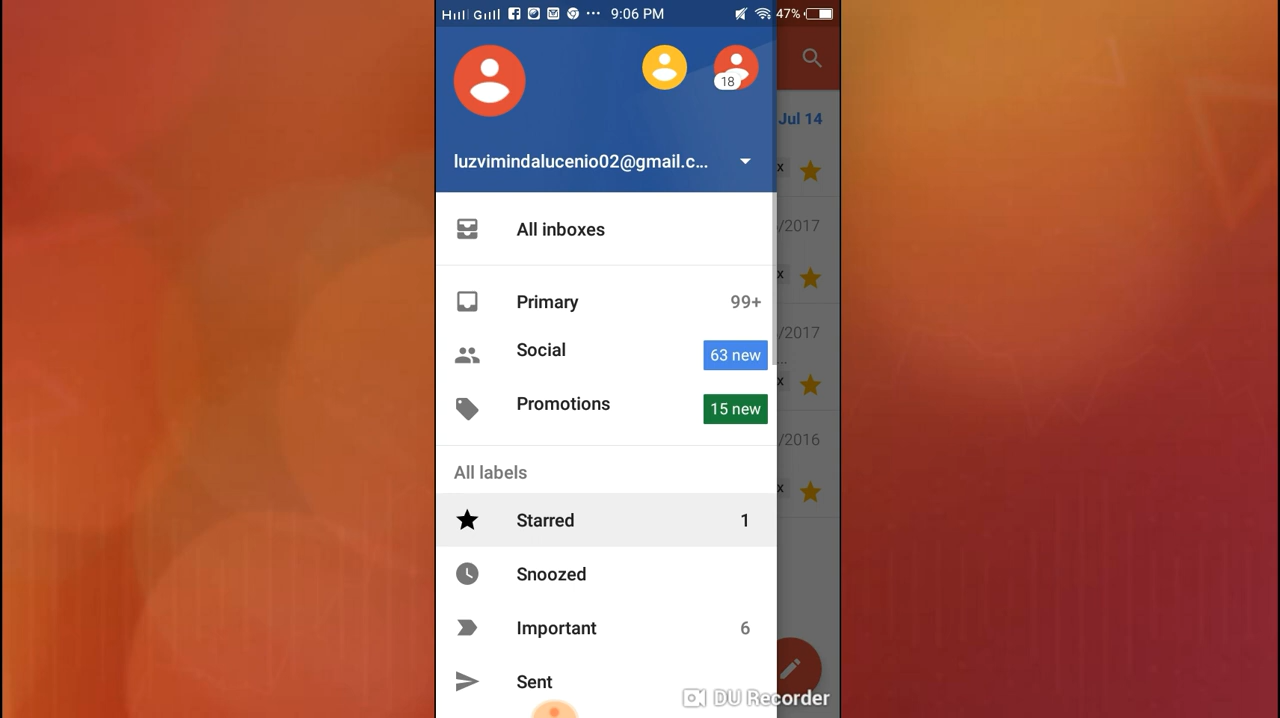 9:06 PM 47%
18
luzvimindalucenio02@gmail.c...
All inboxes
Primary 99+
Social 63 new
Promotions 15 new
All labels
Starred 1
Snoozed
Important 6
Sent
Jul 14
x
/2017
x
/2017
...
x
/2016
x
DU Recorder